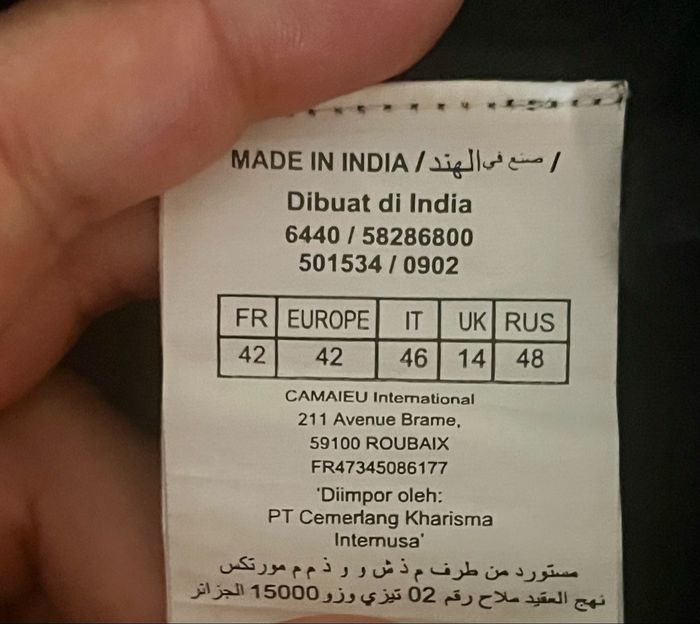 MADE IN INDIA / صنع في الهند /
Dibuat di India
6440 / 58286800
501534 / 0902
FR EUROPE IT UK RUS
42 42 46 14 48
CAMAIEU International
211 Avenue Brame,
59100 ROUBAIX
FR47345086177
'Diimpor oleh:
PT Cemerlang Kharisma
Internusa'
مستورد من طرف م ذ ش و و ذ م م مورتكس
نهج العقيد ملاح رقم 02 تيزي وزو 15000 الجزائر